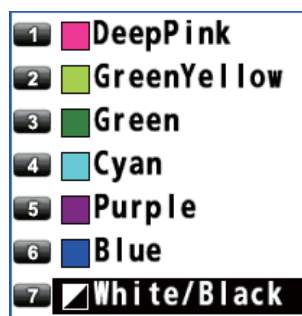 1 DeepPink
2 GreenYellow
3 Green
4 Cyan
5 Purple
6 Blue
7 White/Black